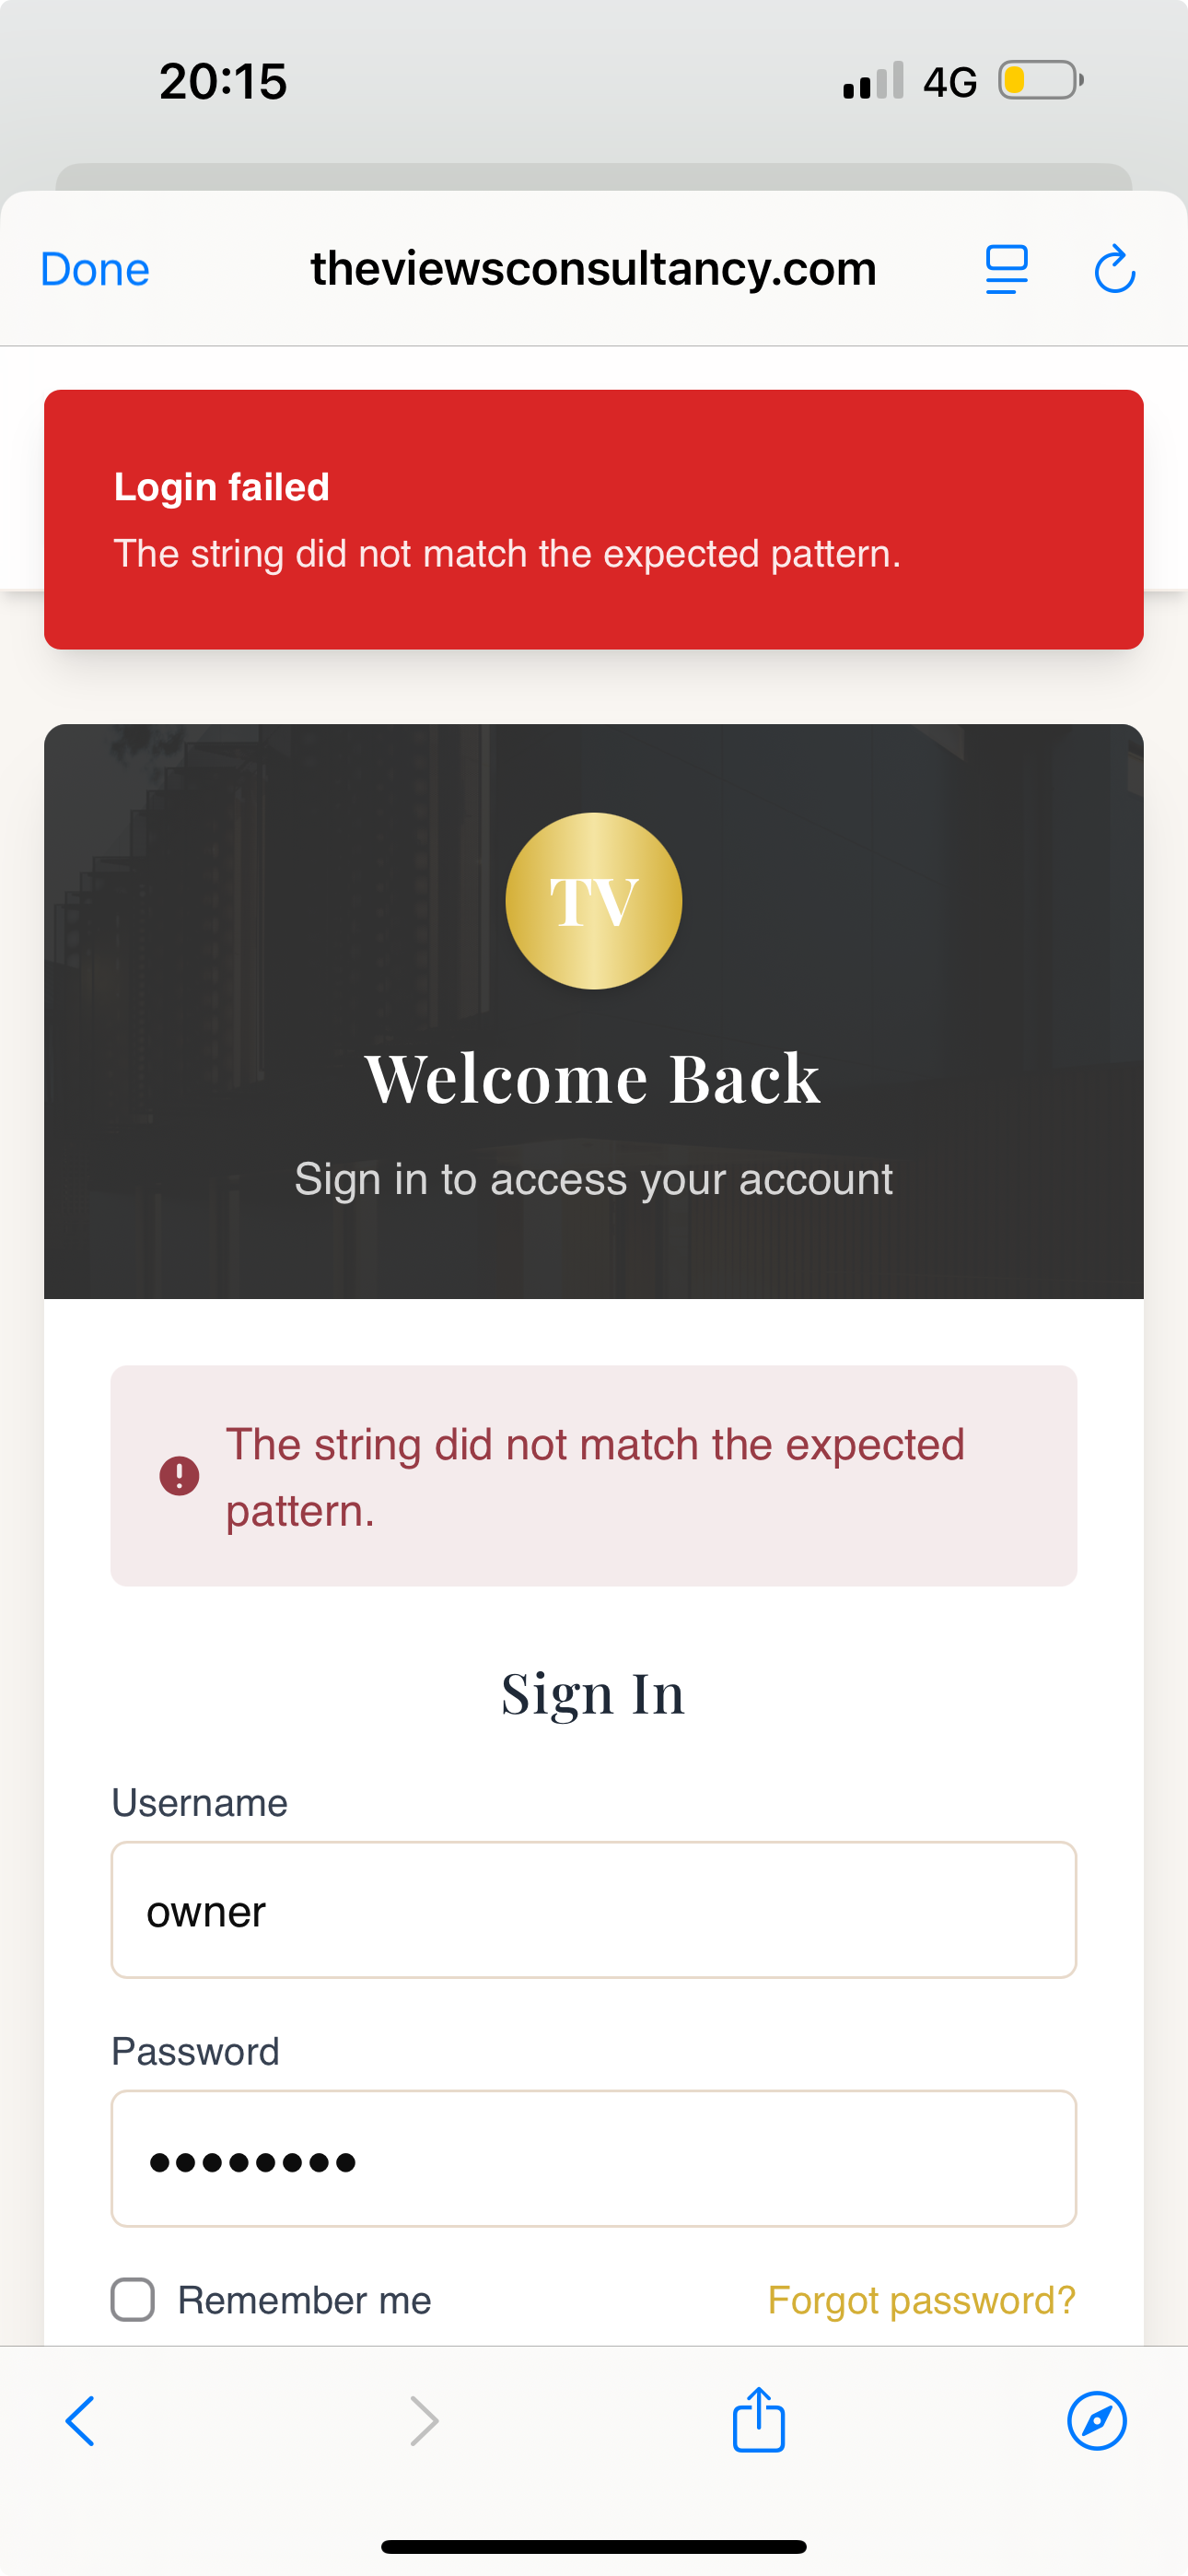 20:15
4G
Done
theviewsconsultancy.com
Login failed
The string did not match the expected pattern.
TV
Welcome Back
Sign in to access your account
The string did not match the expected
pattern.
Sign In
Username
owner
Password
Remember me
Forgot password?